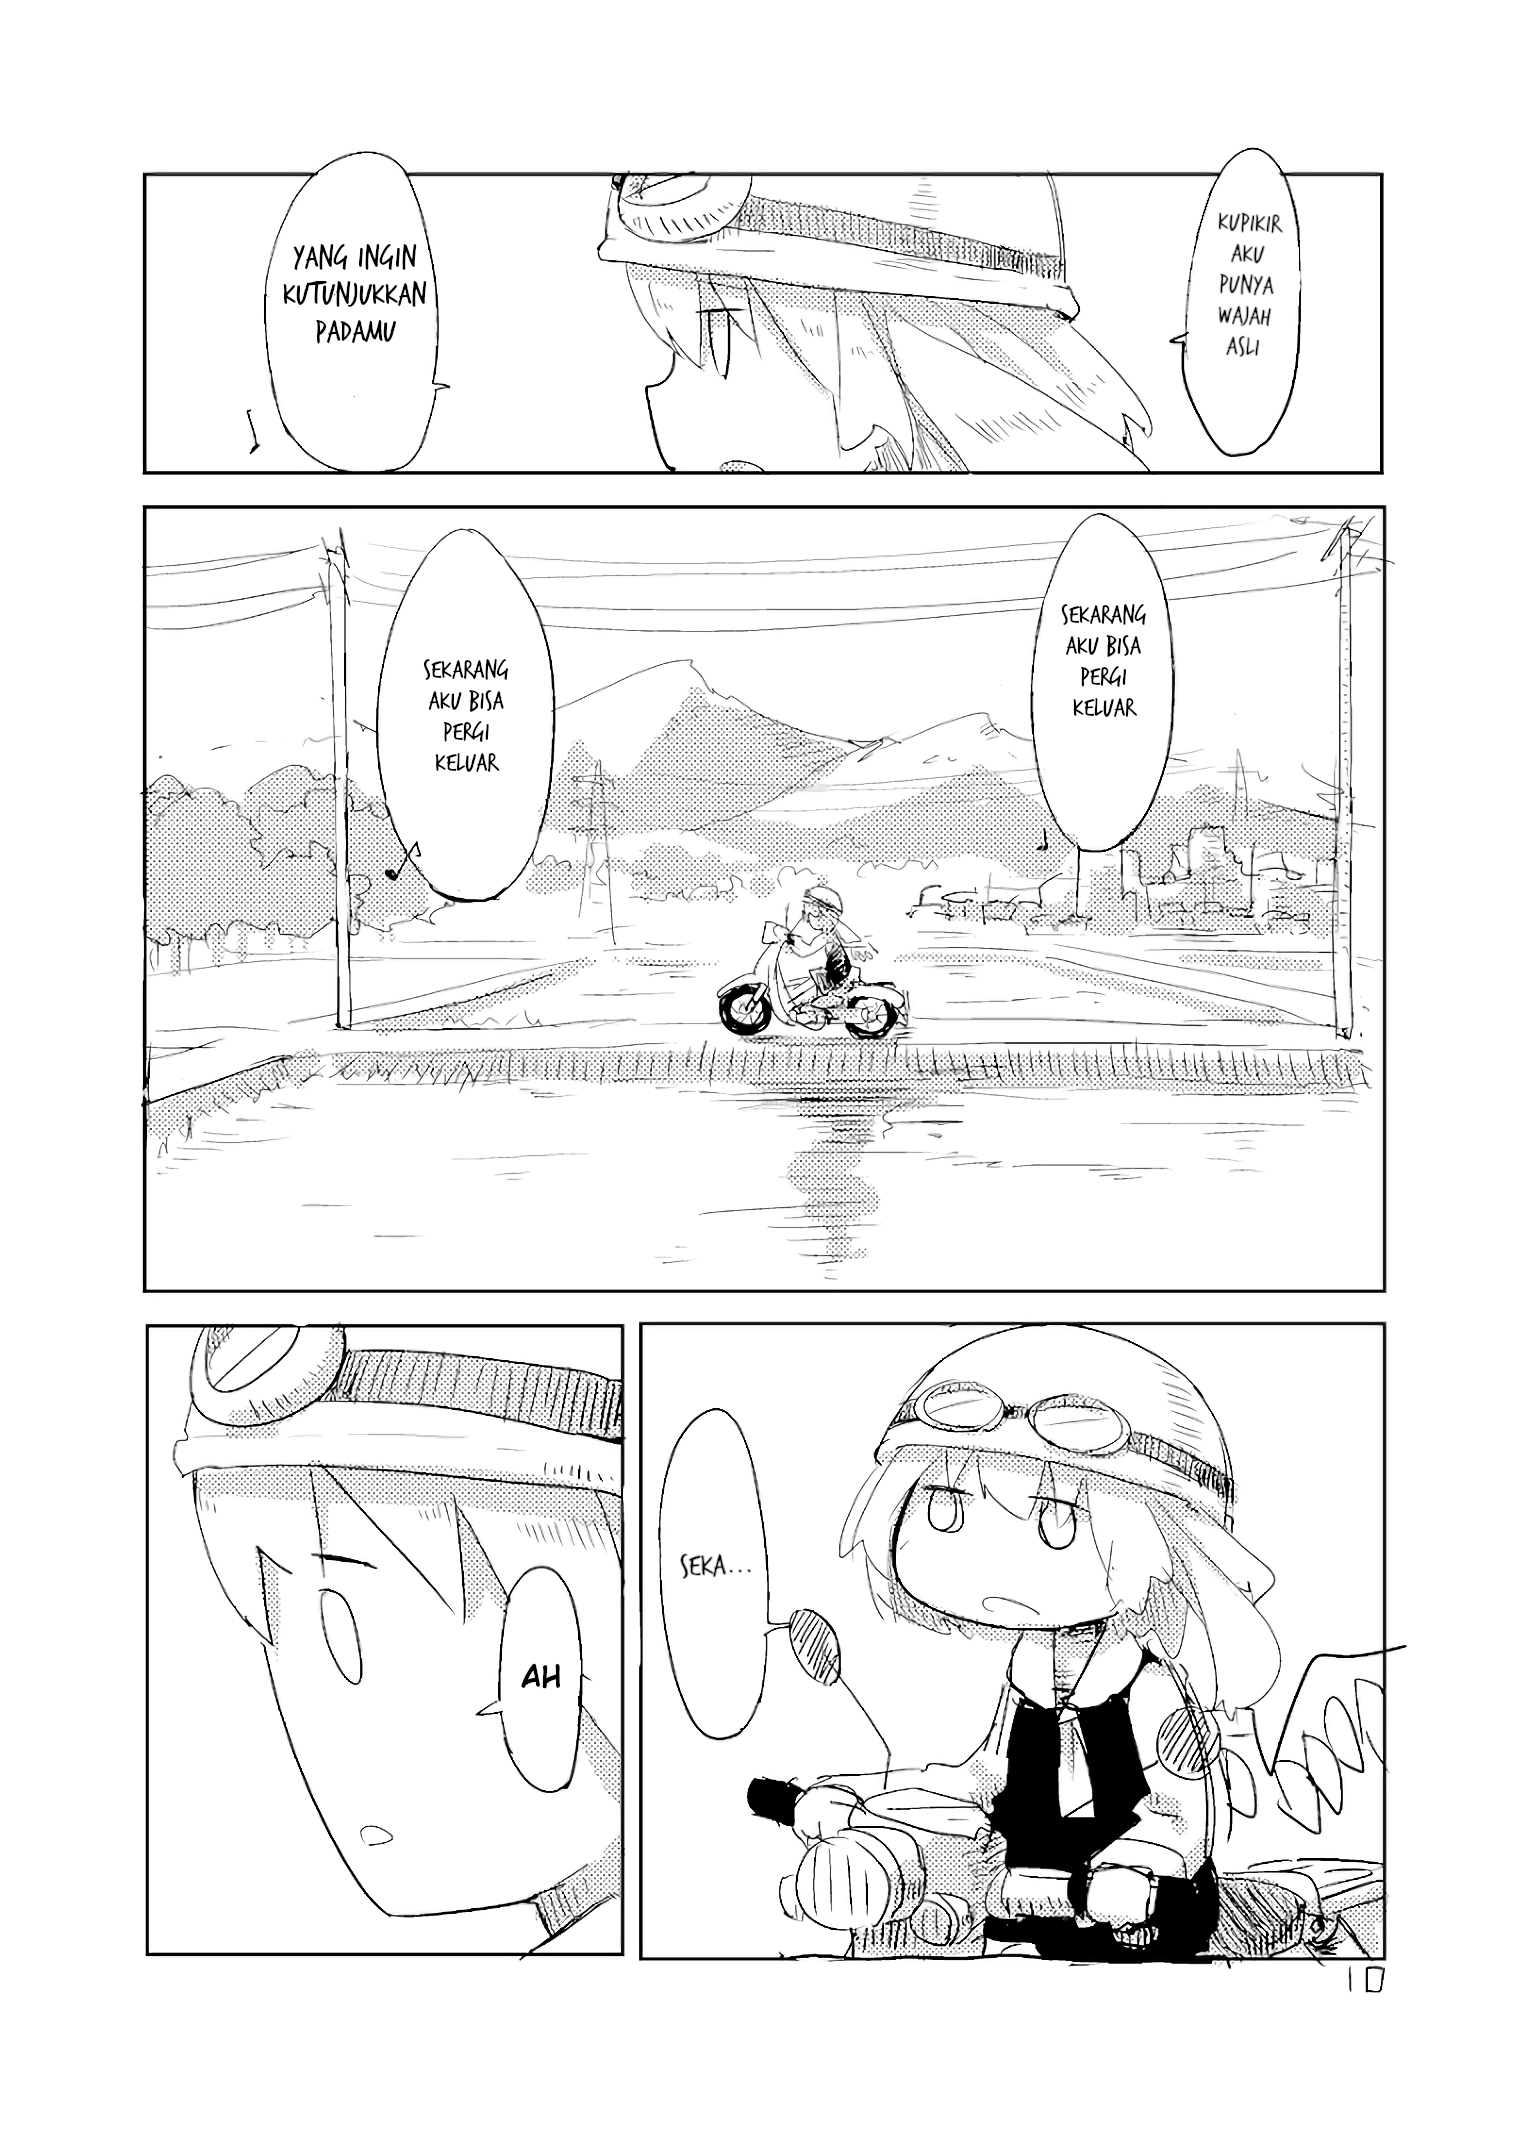 KUPIKIR
AKU
PUNYA
WAJAH
ASLI
YANG INGIN
KUTUNJUKKAN
PADAMU
SEKARANG
AKU BISA
PERGI
KELUAR
SEKARANG
AKU BISA
PERGI
KELUAR
SEKA...
AH
10